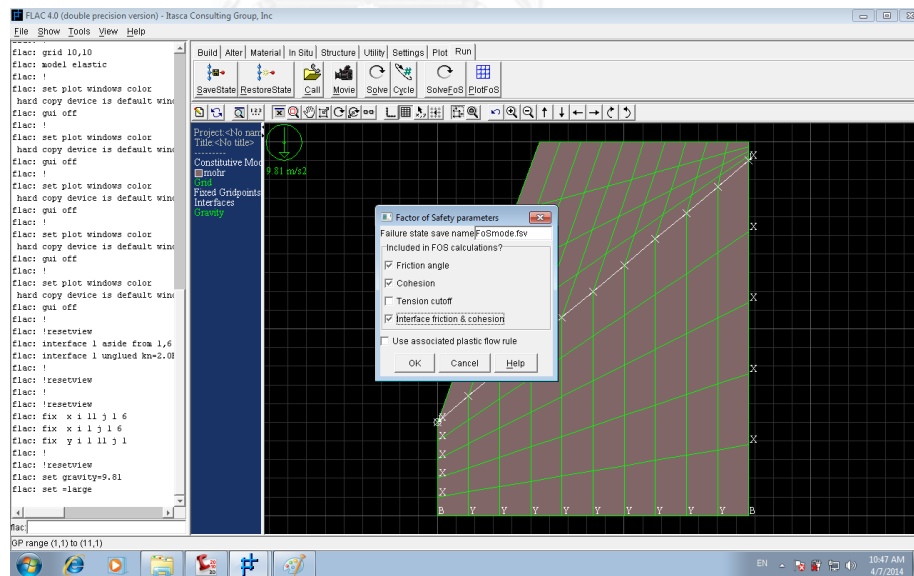 FLAC 4.0 (double precision version) - Itasca Consulting Group, Inc
File Show Tools View Help
flac: grid 10,10
flac: model elastic
flac: !
flac: set plot windows color
hard copy device is default wind
flac: gui off
flac: !
flac: set plot windows color
hard copy device is default wind
flac: gui off
flac: !
flac: set plot windows color
hard copy device is default wind
flac: gui off
flac: !
flac: set plot windows color
hard copy device is default wind
flac: gui off
flac: !
flac: set plot windows color
hard copy device is default wind
flac: gui off
flac: !resetview
flac: interface 1 aside from 1,6
flac: interface 1 unglued kn=2.0
flac: !
flac: !resetview
flac: !
flac: !resetview
flac: fix x i 11 j 1 6
flac: fix x i 1 j 1 6
flac: fix y i 1 11 j 1
flac: !
flac: !resetview
flac: set gravity=9.81
flac: set =large
flac:
GP range (1,1) to (11,1)
Build Alter Material In Situ Structure Utility Settings Plot Run
SaveState RestoreState Call Movie Solve Cycle SolveFoS PlotFoS
Project:<No nam
Title:<No title>
Constitutive Mod
mohr
Grid
Fixed Gridpoints
Interfaces
Gravity
9.81 m/s2
Factor of Safety parameters
Failure state save name FoSmode.fsv
Included in FOS calculations?
Friction angle
Cohesion
Tension cutoff
Interface friction & cohesion
Use associated plastic flow rule
OK Cancel Help
X
X
X
X
X
X
X
X
X
B Y Y Y Y Y Y Y Y Y B
EN
10:47 AM
4/7/2014